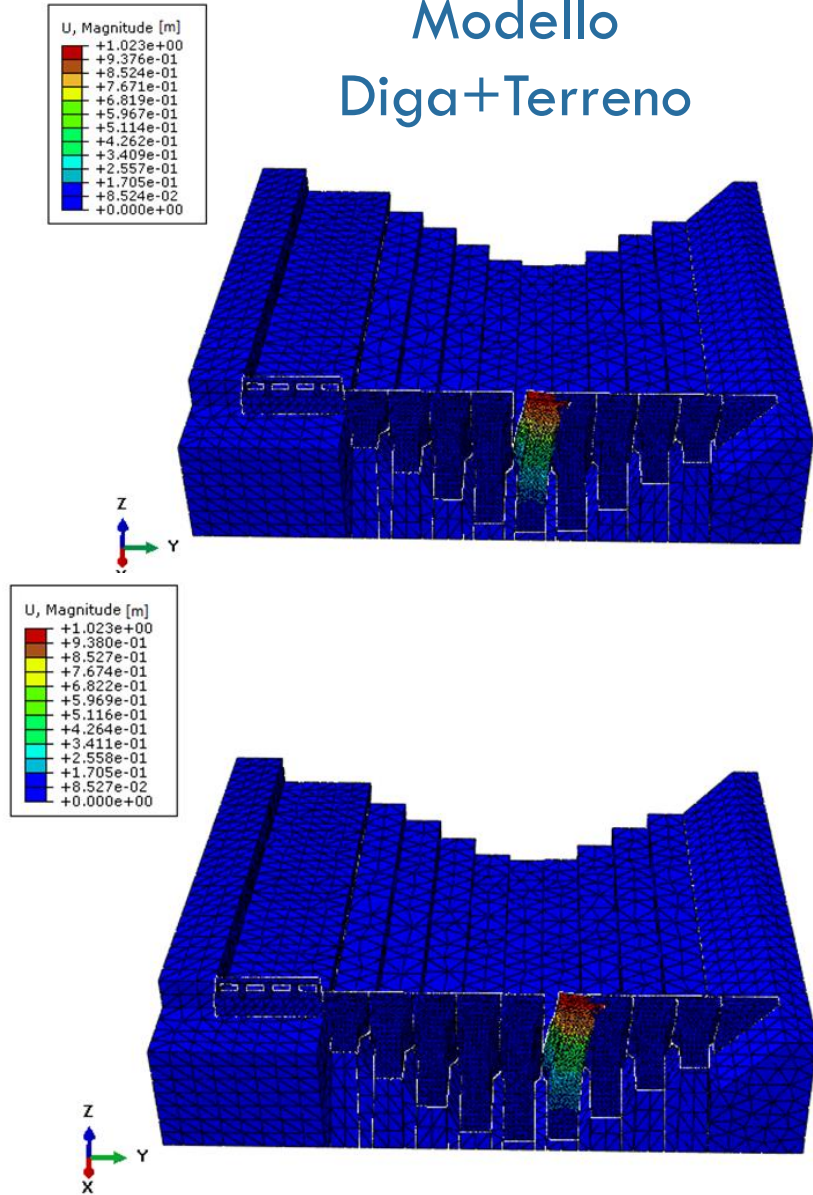 Modello
Diga+Terreno
U, Magnitude [m]
+1.023e+00
+9.376e-01
+8.524e-01
+7.671e-01
+6.819e-01
+5.967e-01
+5.114e-01
+4.262e-01
+3.409e-01
+2.557e-01
+1.705e-01
+8.524e-02
+0.000e+00
Z
Y
X
U, Magnitude [m]
+1.023e+00
+9.380e-01
+8.527e-01
+7.674e-01
+6.822e-01
+5.969e-01
+5.116e-01
+4.264e-01
+3.411e-01
+2.558e-01
+1.705e-01
+8.527e-02
+0.000e+00
Z
Y
X